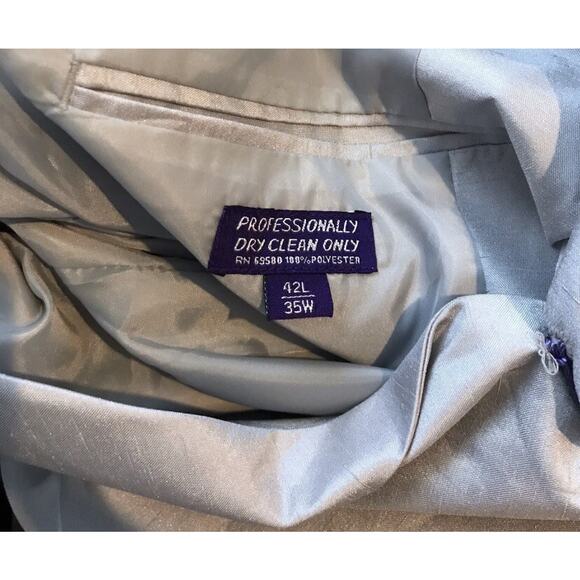 PROFESSIONALLY
DRY CLEAN ONLY
RN 69580 100% POLYESTER
42L
35W